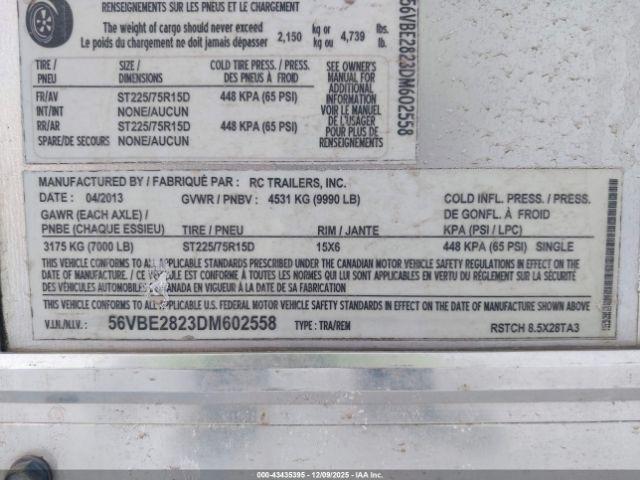 RENSEIGNEMENTS SUR LES PNEUS ET LE CHARGEMENT
The weight of cargo should never exceed
Le poids du chargement ne doit jamais dépasser
2,150 kg or kg ou 4,739 lbs. or lb.
TIRE / PNEU SIZE / DIMENSIONS COLD TIRE PRESS. / PRESS. DES PNEUS À FROID
FR/AV ST225/75R15D 448 KPA (65 PSI)
INT/INT NONE/AUCUN
RR/AR ST225/75R15D 448 KPA (65 PSI)
SPARE/DE SECOURS NONE/AUCUN
SEE OWNER'S
MANUAL FOR
ADDITIONAL
INFORMATION
VOIR LE MANUEL
DE L'USAGER
POUR PLUS DE
RENSEIGNEMENTS
56VBE2823DM602558
MANUFACTURED BY / FABRIQUÉ PAR : RC TRAILERS, INC.
DATE : 04/2013 GVWR / PNBV : 4531 KG (9990 LB)
GAWR (EACH AXLE) /
PNBE (CHAQUE ESSIEU) TIRE / PNEU RIM / JANTE
COLD INFL. PRESS. / PRESS.
DE GONFL. À FROID
KPA (PSI / LPC)
3175 KG (7000 LB) ST225/75R15D 15X6 448 KPA (65 PSI) SINGLE
THIS VEHICLE CONFORMS TO ALL APPLICABLE STANDARDS PRESCRIBED UNDER THE CANADIAN MOTOR VEHICLE SAFETY REGULATIONS IN EFFECT ON THE
DATE OF MANUFACTURE. / CE VÉHICULE EST CONFORME À TOUTES LES NORMES QUI LUI SONT APPLICABLES EN VERTU DU RÈGLEMENT SUR LA SÉCURITÉ
DES VÉHICULES AUTOMOBILES DU CANADA EN VIGUEUR À LA DATE DE SA FABRICATION.
THIS VEHICLE CONFORMS TO ALL APPLICABLE U.S. FEDERAL MOTOR VEHICLE SAFETY STANDARDS IN EFFECT ON THE DATE OF MANUFACTURE SHOWN ABOVE.
V.I.N./N.I.V.: 56VBE2823DM602558 TYPE : TRA/REM RSTCH 8.5X28TA3
000-43435395 - 12/09/2025 - IAA Inc.